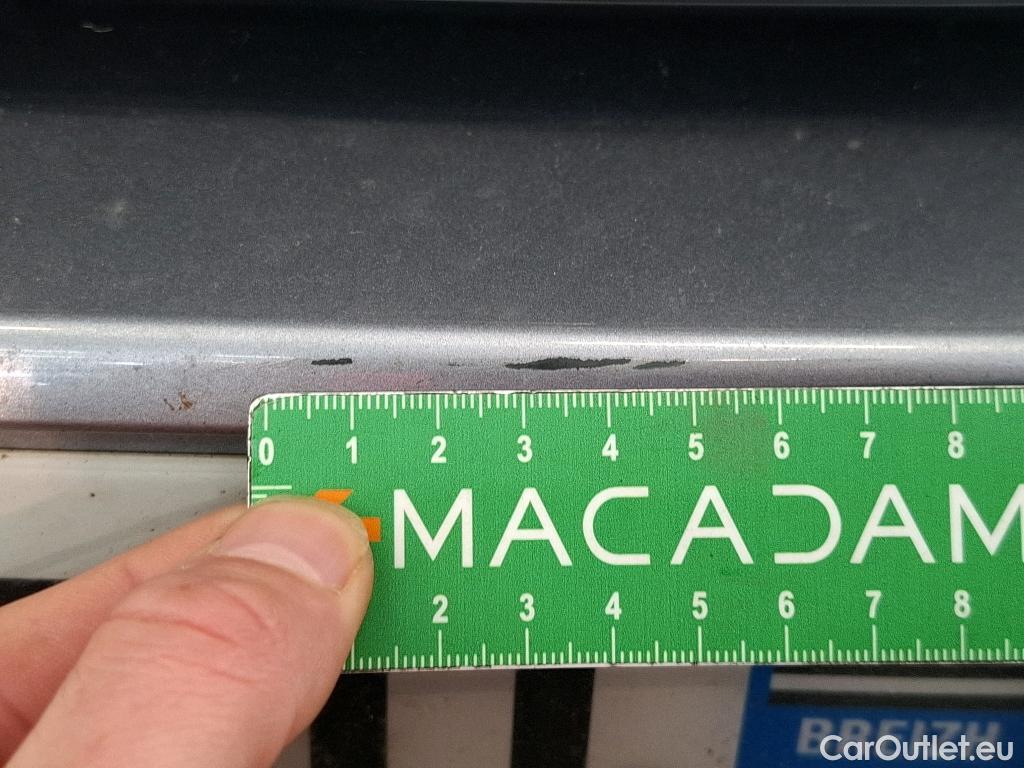 0 1 2 3 4 5 6 7 8
MACADAM
2 3 4 5 6 7 8
BREIZH
CarOutlet.eu